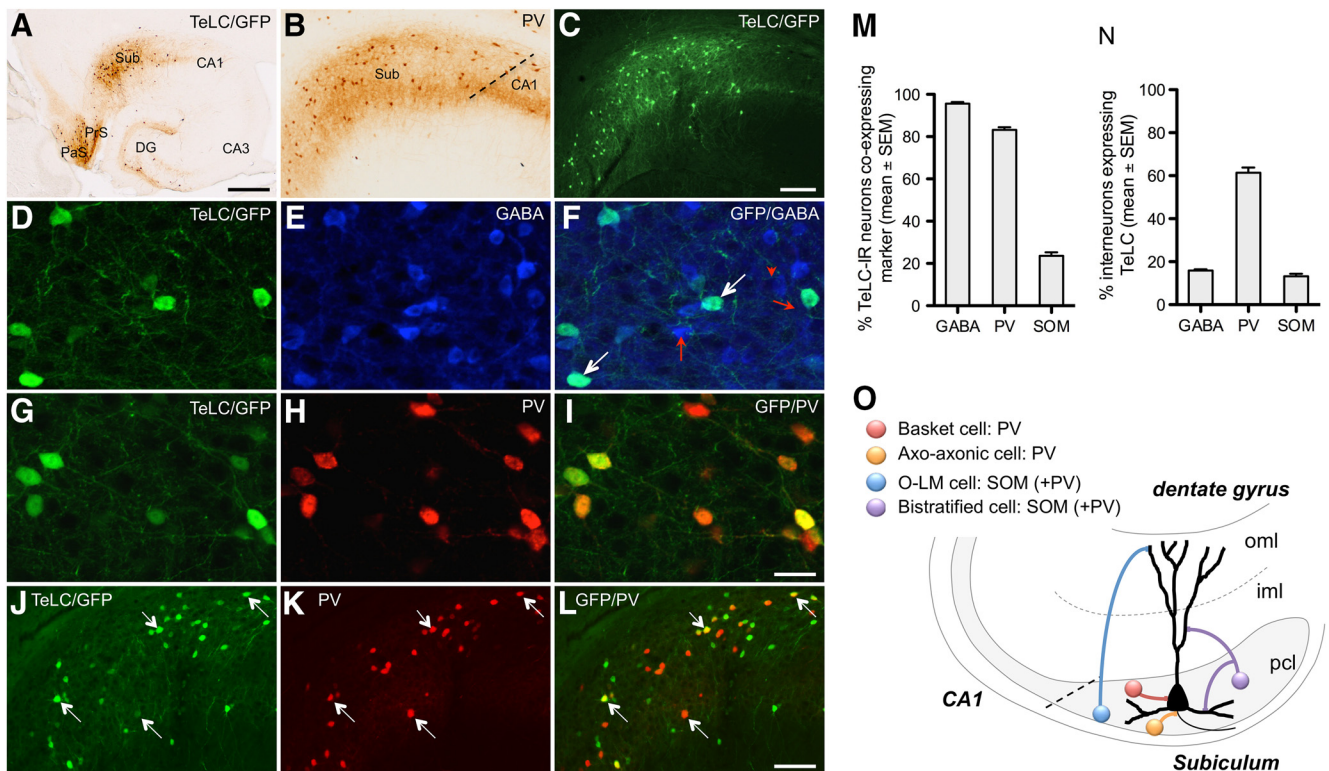 A
TeLC/GFP
Sub
CA1
PrS
PaS
DG
CA3
B
PV
Sub
CA1
C
TeLC/GFP
D
TeLC/GFP
E
GABA
F
GFP/GABA
G
TeLC/GFP
H
PV
I
GFP/PV
J
TeLC/GFP
K
PV
L
GFP/PV
M
% TeLC-IR neurons co-expressing
marker (mean ± SEM)
100
80
60
40
20
0
GABA PV SOM
N
% interneurons expressing
TeLC (mean ± SEM)
100
80
60
40
20
0
GABA PV SOM
O
Basket cell: PV
Axo-axonic cell: PV
O-LM cell: SOM (+PV)
Bistratified cell: SOM (+PV)
dentate gyrus
oml
iml
pcl
CA1
Subiculum